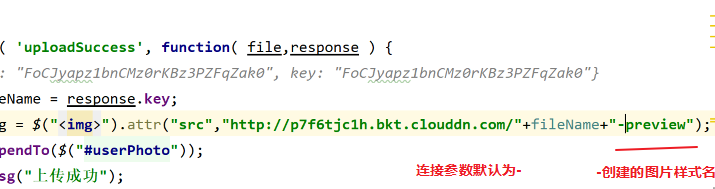 ( 'uploadSuccess', function( file,response ) {
: "FoCJyapz1bnCMz0rKBz3PZFqZak0", key: "FoCJyapz1bnCMz0rKBz3PZFqZak0"}
eName = response.key;
g = $("<img>").attr("src","http://p7f6tjc1h.bkt.clouddn.com/"+fileName+"-preview");
pendTo($("#userPhoto"));
sg("上传成功");
连接参数默认为- -创建的图片样式名